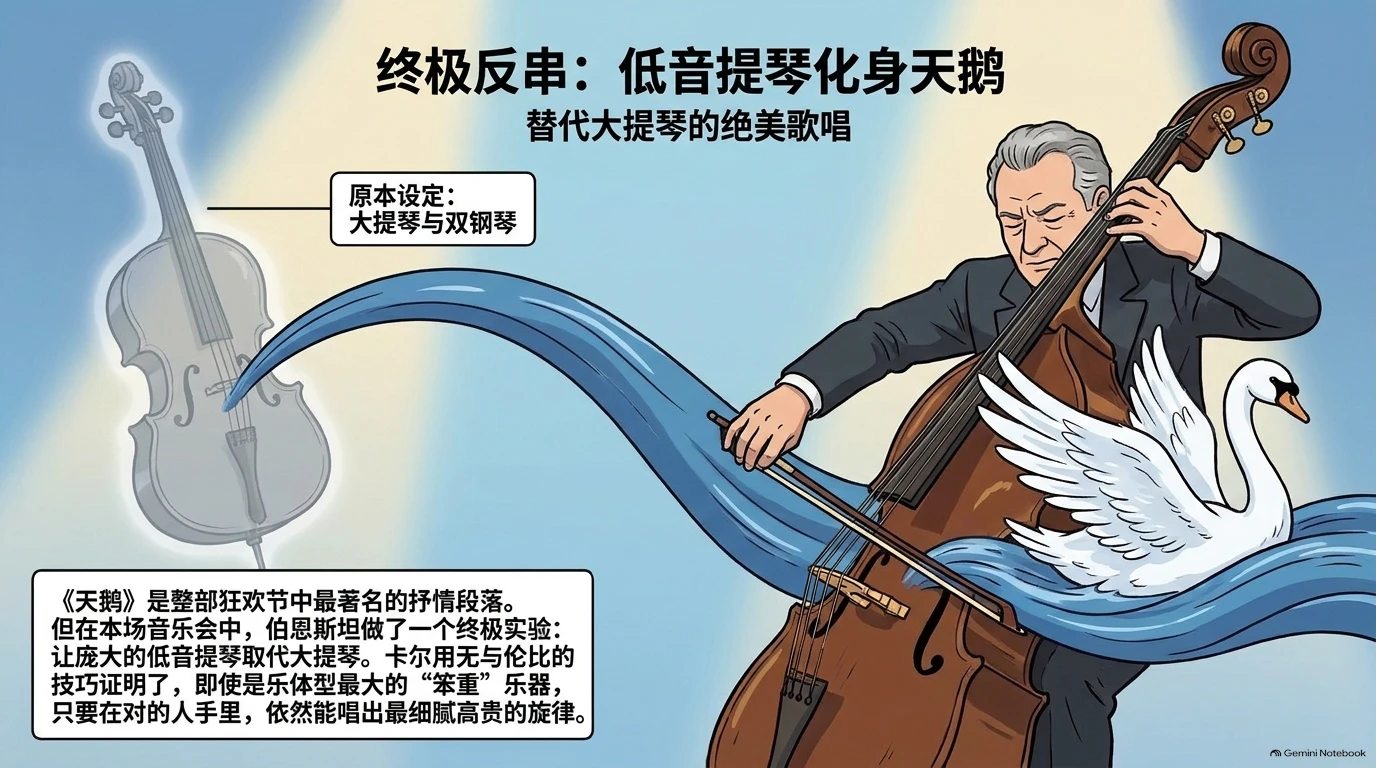 终极反串：低音提琴化身天鹅
替代大提琴的绝美歌唱
原本设定：
大提琴与双钢琴
《天鹅》是整部狂欢节中最著名的抒情段落。
但在本场音乐会中，伯恩斯坦做了一个终极实验：
让庞大的低音提琴取代大提琴。卡尔用无与伦比的
技巧证明了，即使是乐体型最大的“笨重”乐器，
只要在对的人手里，依然能唱出最细腻高贵的旋律。
Gemini Notebook